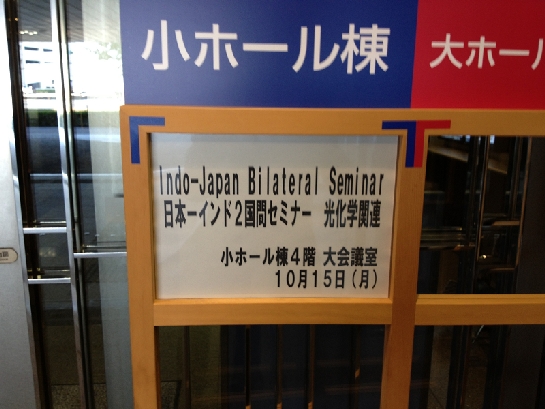 小ホール棟
大ホール
Indo-Japan Bilateral Seminar
日本ーインド2国間セミナー 光化学関連
小ホール棟4階 大会議室
10月15日(月)